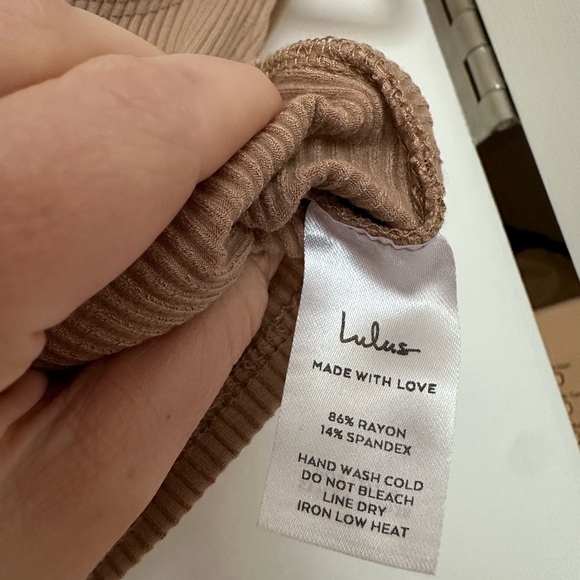 Lulus
MADE WITH LOVE
86% RAYON
14% SPANDEX
HAND WASH COLD
DO NOT BLEACH
LINE DRY
IRON LOW HEAT